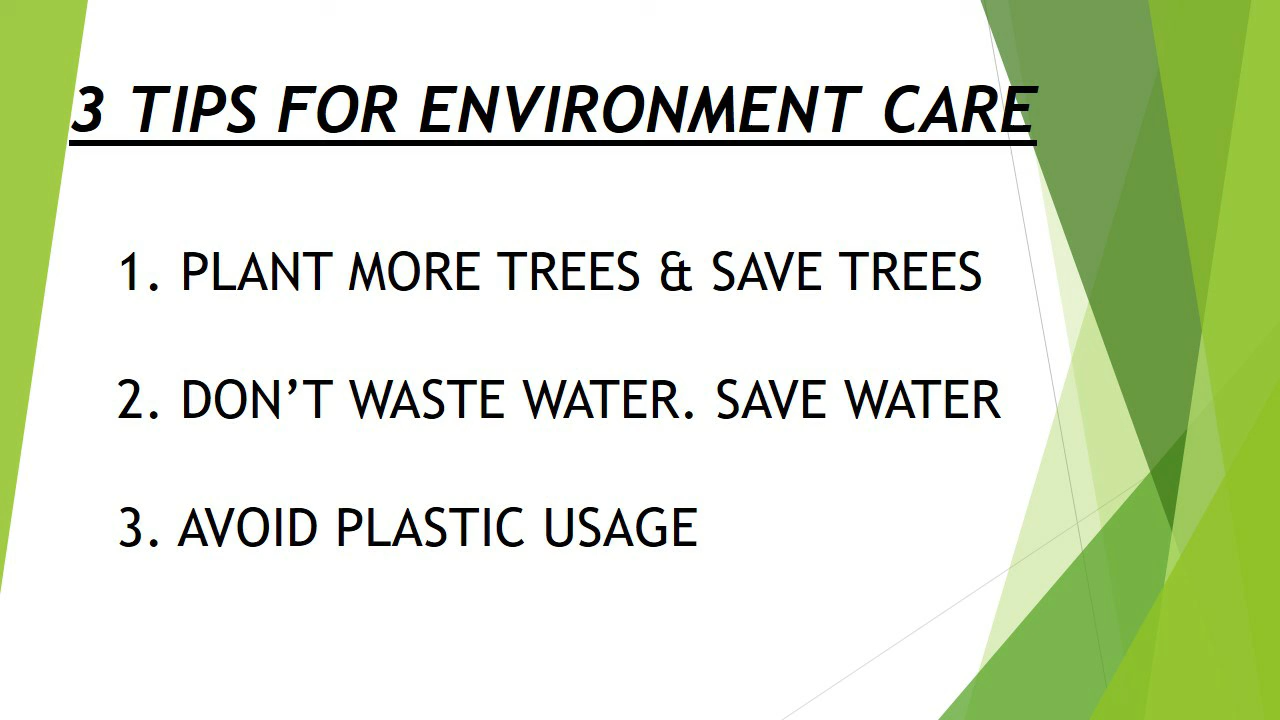 3 TIPS FOR ENVIRONMENT CARE
1. PLANT MORE TREES & SAVE TREES
2. DON’T WASTE WATER. SAVE WATER
3. AVOID PLASTIC USAGE